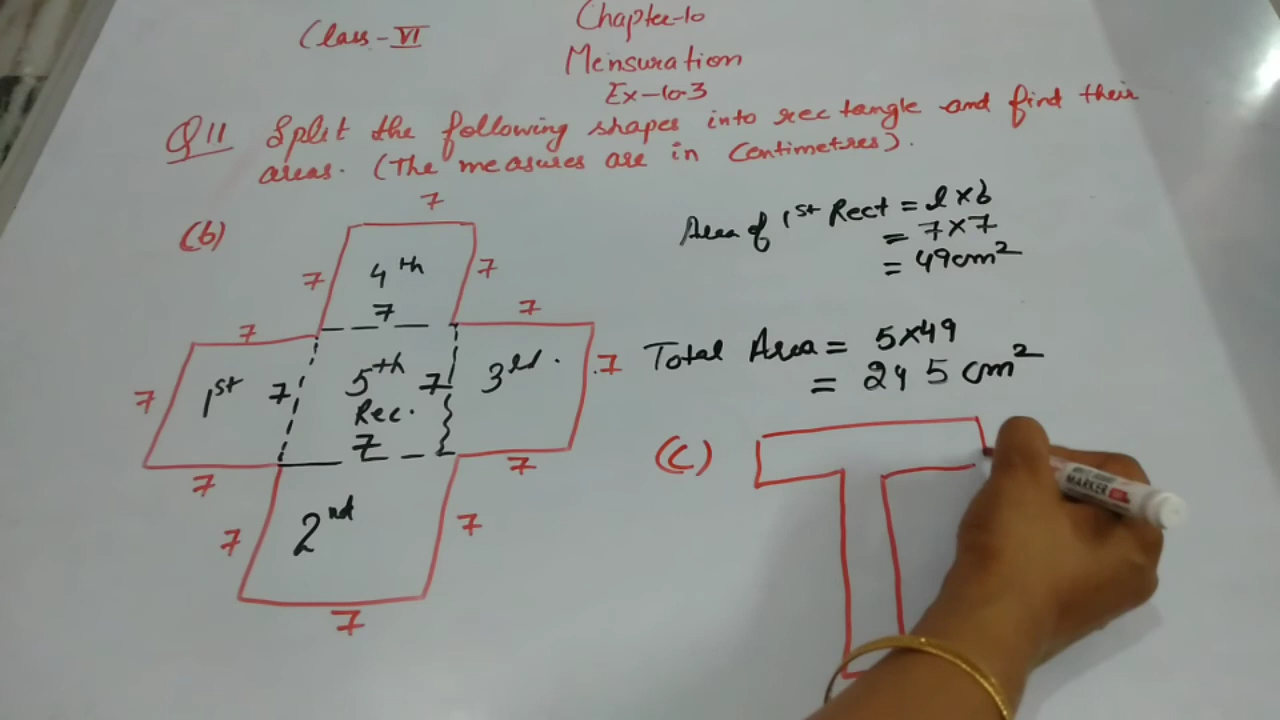 Class-VI
Chapter-10
Mensuration
Ex-10.3
Q11 Split the following shapes into rectangle and find their
areas. (The measures are in Centimetres).
(b)
7
7
4th
7
7
7
7
7
1st
7
5th
Rec.
7
7
3rd.
7
7
7
7
2nd
7
7
Area of 1st Rect = l×b
= 7×7
= 49cm²
Total Area = 5×49
= 245 cm²
(C)
MARKER